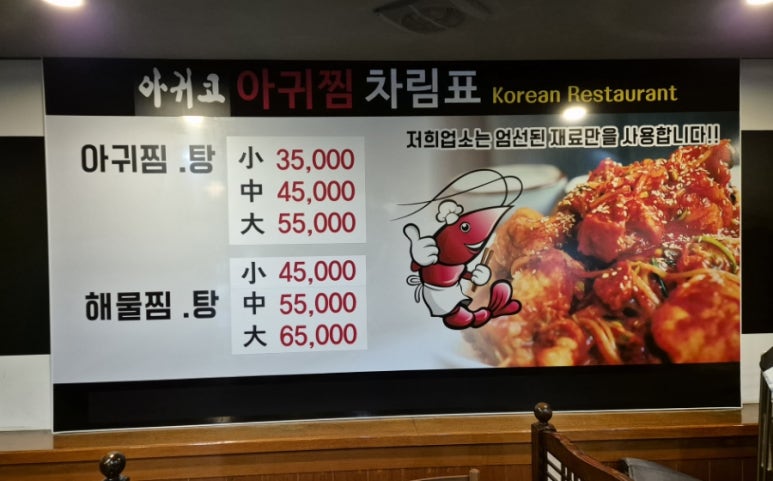 아귀코 아귀찜 차림표 Korean Restaurant
저희업소는 엄선된 재료만을 사용합니다!!
아귀찜 .탕
小 35,000
中 45,000
大 55,000
해물찜 .탕
小 45,000
中 55,000
大 65,000